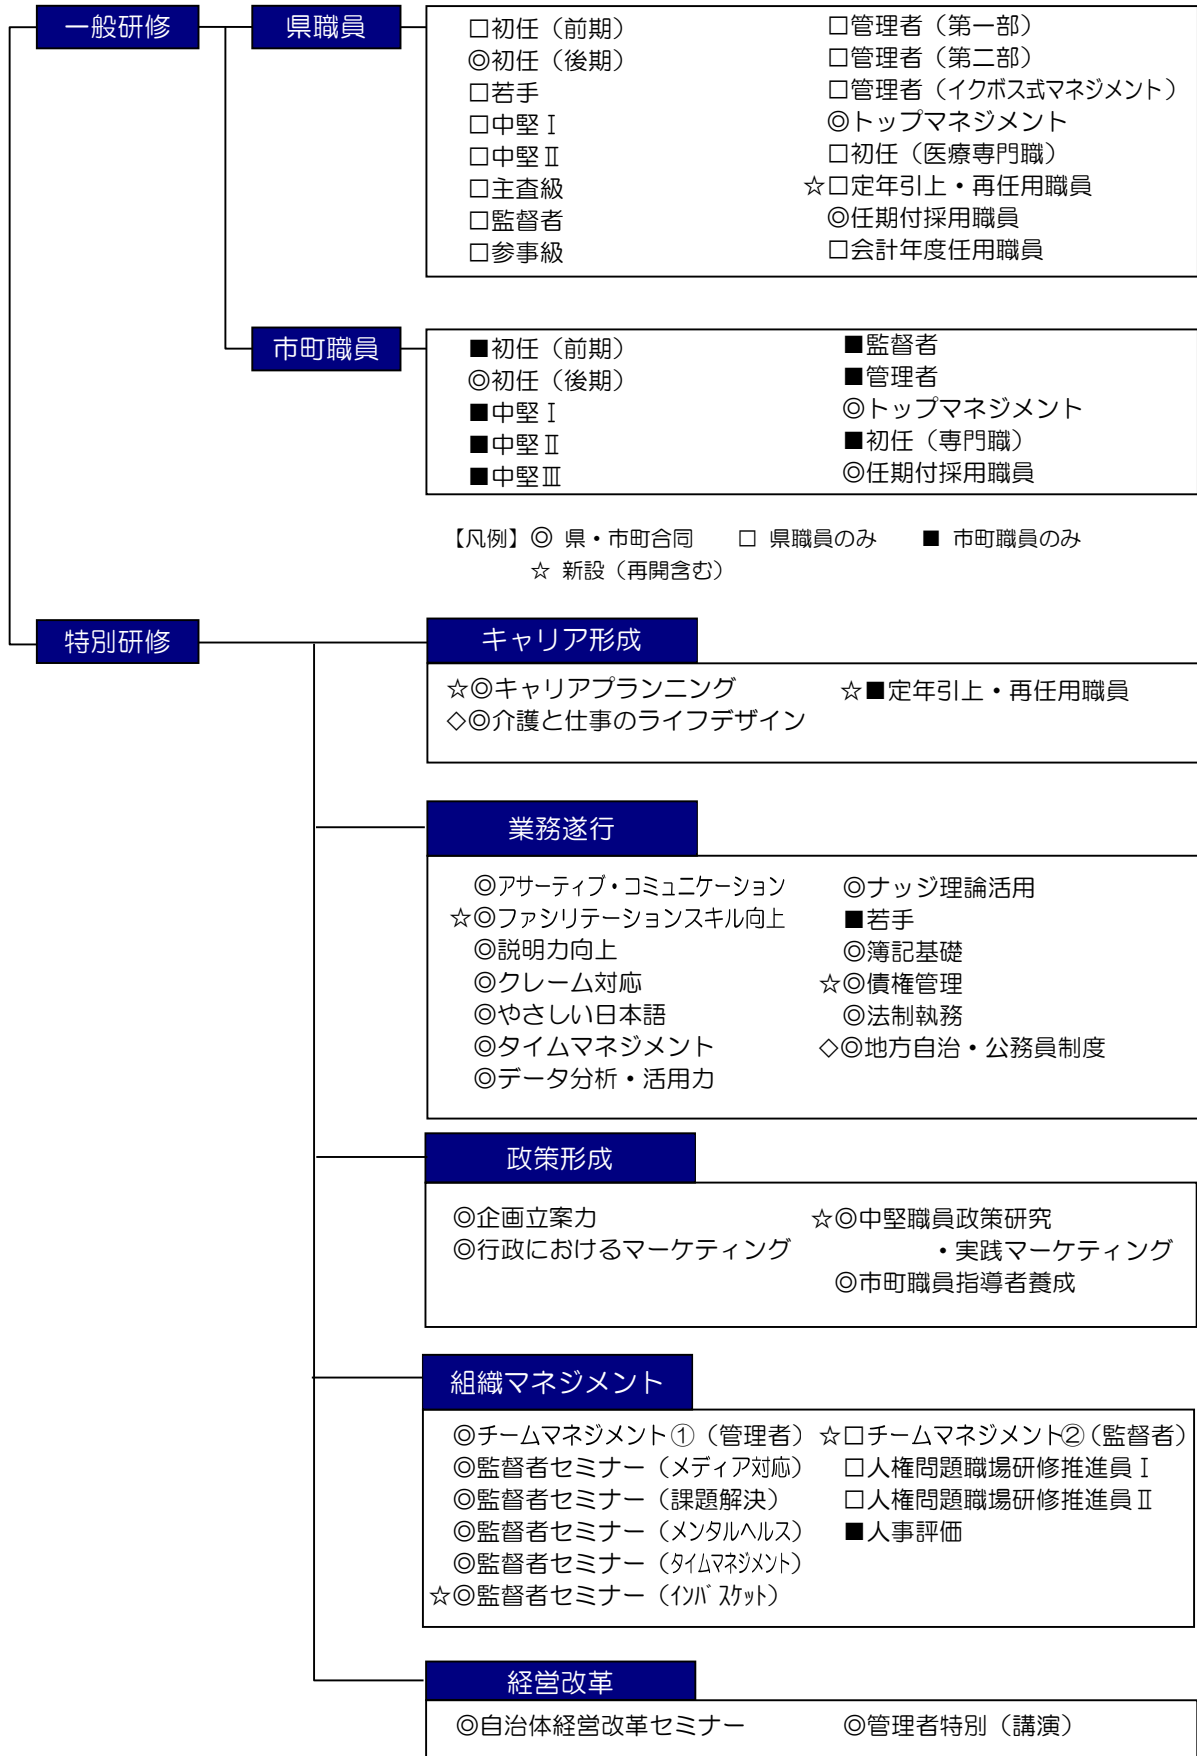 一般研修
県職員
□初任（前期）
◎初任（後期）
□若手
□中堅Ⅰ
□中堅Ⅱ
□主査級
□監督者
□参事級
□管理者（第一部）
□管理者（第二部）
□管理者（イクボス式マネジメント）
◎トップマネジメント
□初任（医療専門職）
☆□定年引上・再任用職員
◎任期付採用職員
□会計年度任用職員
市町職員
■初任（前期）
◎初任（後期）
■中堅Ⅰ
■中堅Ⅱ
■中堅Ⅲ
■監督者
■管理者
◎トップマネジメント
■初任（専門職）
◎任期付採用職員
【凡例】◎ 県・市町合同　□ 県職員のみ　■ 市町職員のみ
☆ 新設（再開含む）
特別研修
キャリア形成
☆◎キャリアプランニング
◇◎介護と仕事のライフデザイン
☆■定年引上・再任用職員
業務遂行
◎アサーティブ・コミュニケーション
☆◎ファシリテーションスキル向上
◎説明力向上
◎クレーム対応
◎やさしい日本語
◎タイムマネジメント
◎データ分析・活用力
◎ナッジ理論活用
■若手
◎簿記基礎
☆◎債権管理
◎法制執務
◇◎地方自治・公務員制度
政策形成
◎企画立案力
◎行政におけるマーケティング
☆◎中堅職員政策研究
・実践マーケティング
◎市町職員指導者養成
組織マネジメント
◎チームマネジメント①（管理者）
◎監督者セミナー（メディア対応）
◎監督者セミナー（課題解決）
◎監督者セミナー（メンタルヘルス）
◎監督者セミナー（タイムマネジメント）
☆◎監督者セミナー（インバスケット）
☆□チームマネジメント②（監督者）
□人権問題職場研修推進員Ⅰ
□人権問題職場研修推進員Ⅱ
■人事評価
経営改革
◎自治体経営改革セミナー
◎管理者特別（講演）